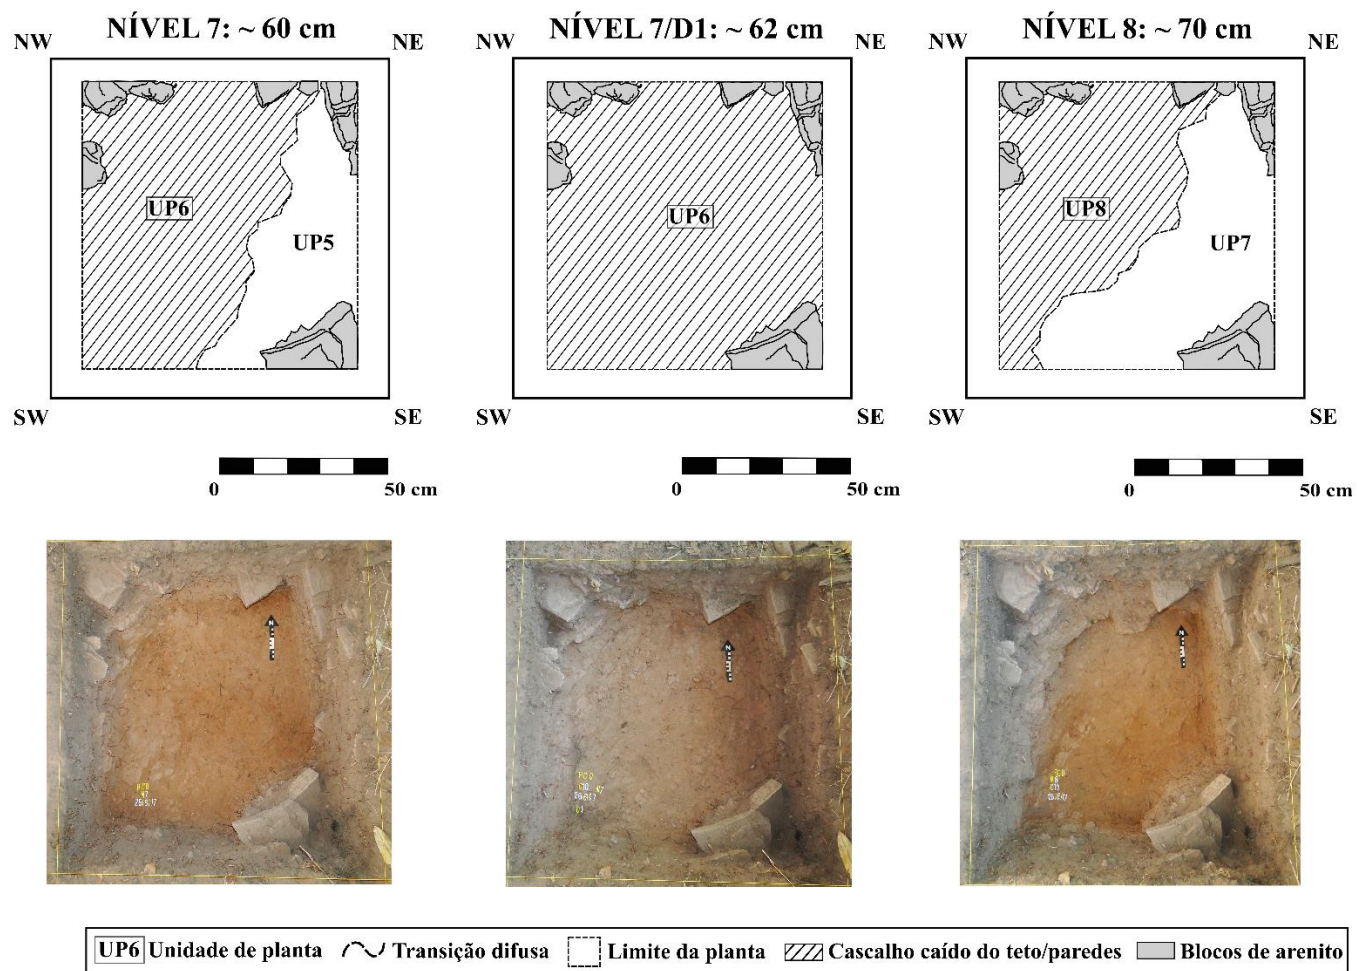 NÍVEL 7: ~ 60 cm
NW NE
UP6
UP5
SW SE
0 50 cm
NÍVEL 7/D1: ~ 62 cm
NW NE
UP6
SW SE
0 50 cm
NÍVEL 8: ~ 70 cm
NW NE
UP8
UP7
SW SE
0 50 cm
N
N
N
UP6 Unidade de planta Transição difusa Limite da planta Cascalho caído do teto/paredes Blocos de arenito